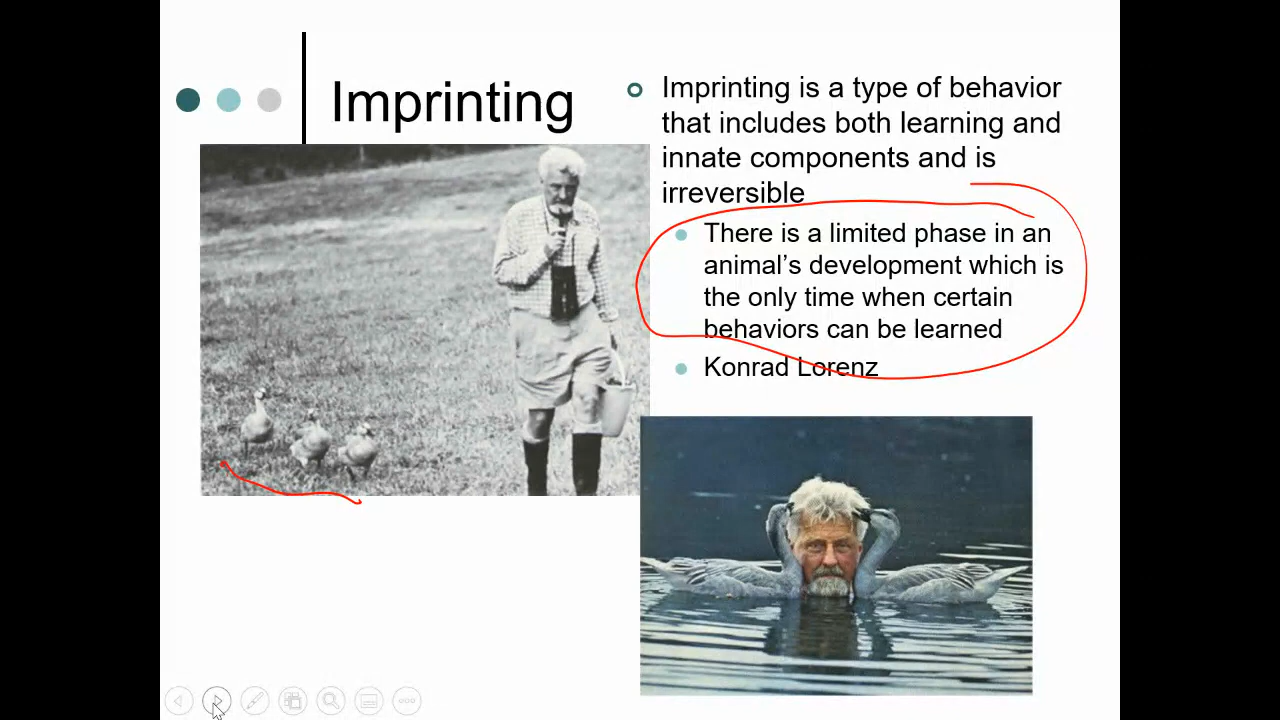 Imprinting
Imprinting is a type of behavior
that includes both learning and
innate components and is
irreversible
There is a limited phase in an
animal’s development which is
the only time when certain
behaviors can be learned
Konrad Lorenz